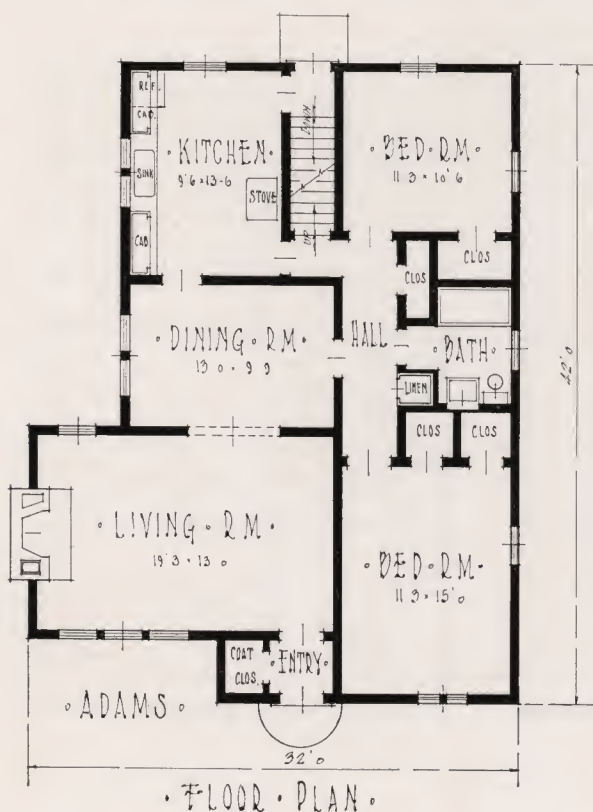 REF.
CAD.
· KITCHEN ·
9'6 × 13-6
SINK
STOVE
CAD.
DOWN
UP
· BED · RM ·
11'3 × 10'6
CLOS
CLOS
HALL
· BATH ·
LINEN
· DINING · RM ·
13'0 × 9'9
CLOS
CLOS
42'0
· LIVING · RM ·
19'3 × 13'0
· BED · RM ·
11'3 × 15'0
COAT
CLOS.
· ENTRY ·
· ADAMS ·
32'0
· FLOOR · PLAN ·